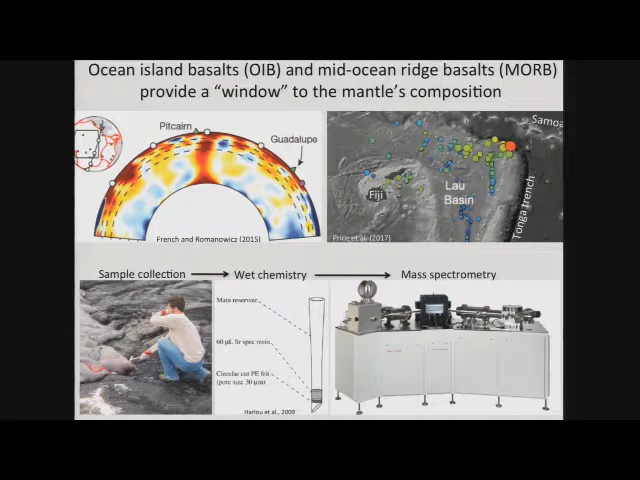 Ocean island basalts (OIB) and mid-ocean ridge basalts (MORB)
provide a “window” to the mantle’s composition
Pitcairn
Guadalupe
French and Romanowicz (2015)
Samoa
Fiji
Lau
Basin
Tonga trench
Price et al. (2017)
Sample collection
Wet chemistry
Mass spectrometry
Main reservoir
60 μL Sr spec resin
Circular cut PE frit
(pore size 30 μm)
Hariou et al., 2009